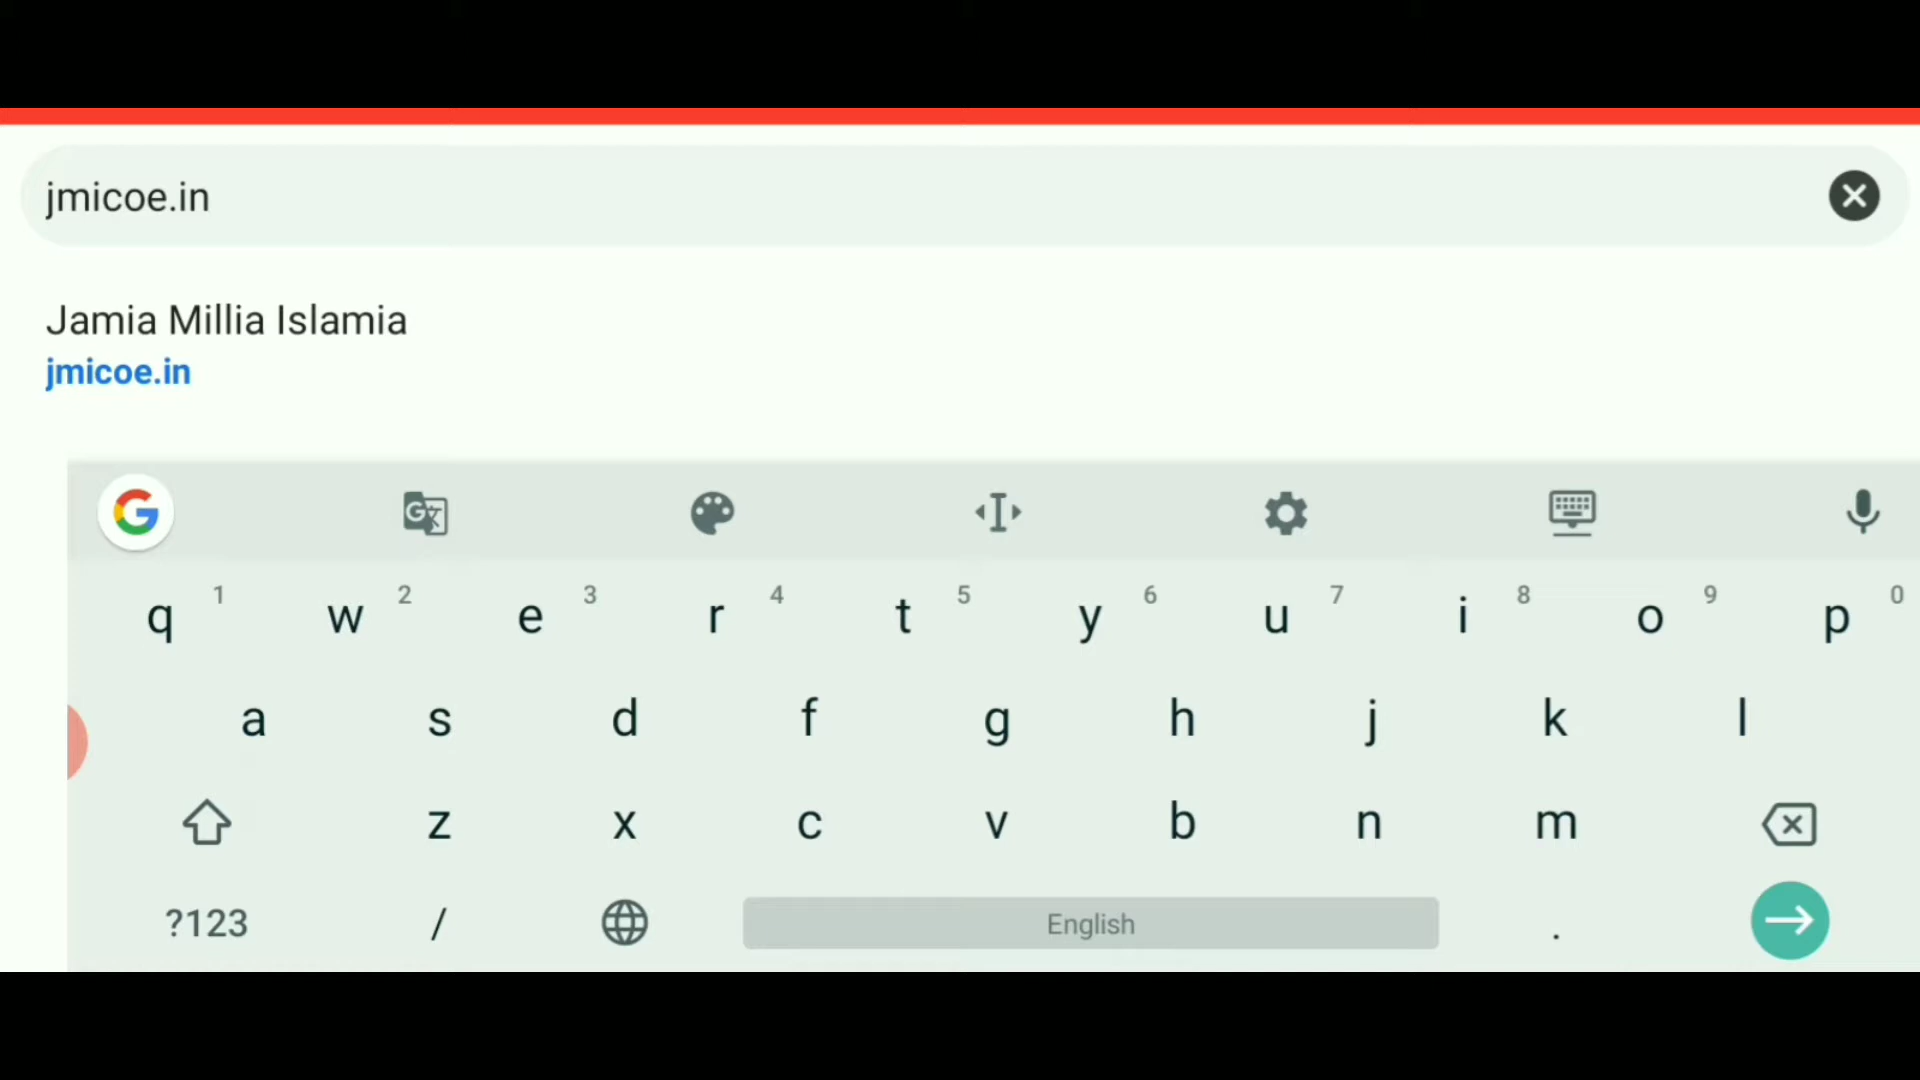 jmicoe.in
Jamia Millia Islamia
jmicoe.in
q 1 w 2 e 3 r 4 t 5 y 6 u 7 i 8 o 9 p 0
a s d f g h j k l
z x c v b n m
?123 / English .